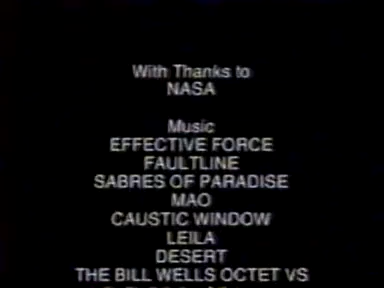 With Thanks to
NASA
Music
EFFECTIVE FORCE
FAULTLINE
SABRES OF PARADISE
MAO
CAUSTIC WINDOW
LEILA
DESERT
THE BILL WELLS OCTET VS